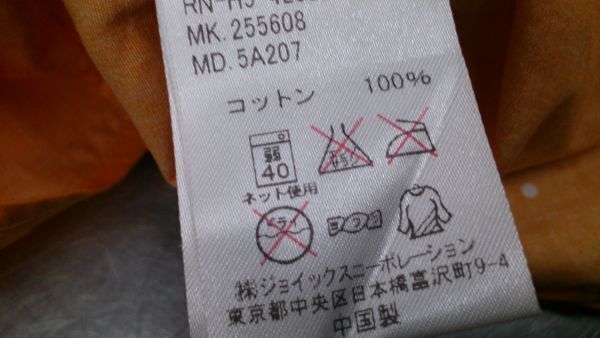 MK. 255608
MD. 5A207
コットン 100%
弱
40
ネット使用
ドライ
㈱ジョイックスコーポレーション
東京都中央区日本橋富沢町9-4
中国製